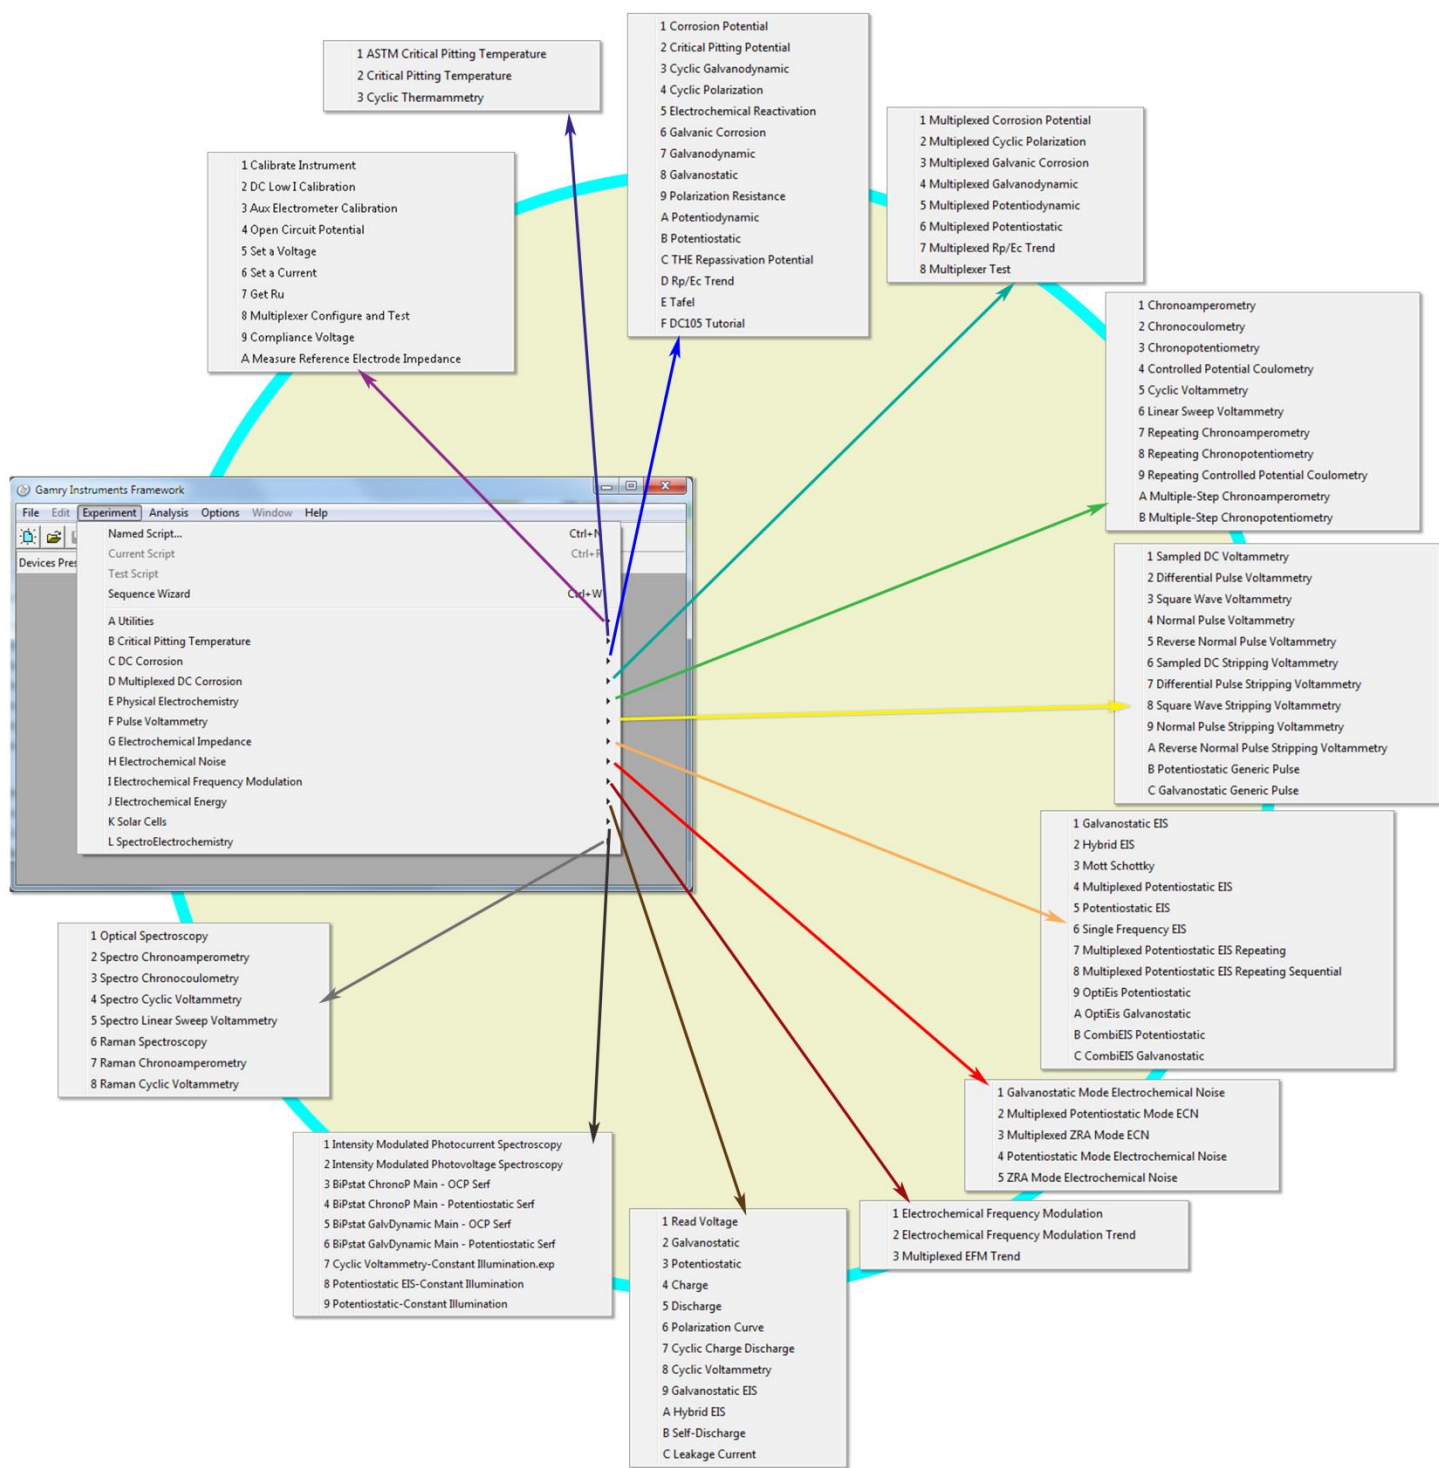 1 ASTM Critical Pitting Temperature
2 Critical Pitting Temperature
3 Cyclic Thermammetry
1 Corrosion Potential
2 Critical Pitting Potential
3 Cyclic Galvanodynamic
4 Cyclic Polarization
5 Electrochemical Reactivation
6 Galvanic Corrosion
7 Galvanodynamic
8 Galvanostatic
9 Polarization Resistance
A Potentiodynamic
B Potentiostatic
C THE Repassivation Potential
D Rp/Ec Trend
E Tafel
F DC105 Tutorial
1 Multiplexed Corrosion Potential
2 Multiplexed Cyclic Polarization
3 Multiplexed Galvanic Corrosion
4 Multiplexed Galvanodynamic
5 Multiplexed Potentiodynamic
6 Multiplexed Potentiostatic
7 Multiplexed Rp/Ec Trend
8 Multiplexer Test
1 Calibrate Instrument
2 DC Low I Calibration
3 Aux Electrometer Calibration
4 Open Circuit Potential
5 Set a Voltage
6 Set a Current
7 Get Ru
8 Multiplexer Configure and Test
9 Compliance Voltage
A Measure Reference Electrode Impedance
1 Chronoamperometry
2 Chronocoulometry
3 Chronopotentiometry
4 Controlled Potential Coulometry
5 Cyclic Voltammetry
6 Linear Sweep Voltammetry
7 Repeating Chronoamperometry
8 Repeating Chronopotentiometry
9 Repeating Controlled Potential Coulometry
A Multiple-Step Chronoamperometry
B Multiple-Step Chronopotentiometry
Gamry Instruments Framework
File Edit Experiment Analysis Options Window Help
Named Script... Ctrl+N
Current Script Ctrl+R
Test Script
Sequence Wizard Ctrl+W
Devices Pres
A Utilities
B Critical Pitting Temperature
C DC Corrosion
D Multiplexed DC Corrosion
E Physical Electrochemistry
F Pulse Voltammetry
G Electrochemical Impedance
H Electrochemical Noise
I Electrochemical Frequency Modulation
J Electrochemical Energy
K Solar Cells
L SpectroElectrochemistry
1 Sampled DC Voltammetry
2 Differential Pulse Voltammetry
3 Square Wave Voltammetry
4 Normal Pulse Voltammetry
5 Reverse Normal Pulse Voltammetry
6 Sampled DC Stripping Voltammetry
7 Differential Pulse Stripping Voltammetry
8 Square Wave Stripping Voltammetry
9 Normal Pulse Stripping Voltammetry
A Reverse Normal Pulse Stripping Voltammetry
B Potentiostatic Generic Pulse
C Galvanostatic Generic Pulse
1 Galvanostatic EIS
2 Hybrid EIS
3 Mott Schottky
4 Multiplexed Potentiostatic EIS
5 Potentiostatic EIS
6 Single Frequency EIS
7 Multiplexed Potentiostatic EIS Repeating
8 Multiplexed Potentiostatic EIS Repeating Sequential
9 OptiEis Potentiostatic
A OptiEis Galvanostatic
B CombiEIS Potentiostatic
C CombiEIS Galvanostatic
1 Optical Spectroscopy
2 Spectro Chronoamperometry
3 Spectro Chronocoulometry
4 Spectro Cyclic Voltammetry
5 Spectro Linear Sweep Voltammetry
6 Raman Spectroscopy
7 Raman Chronoamperometry
8 Raman Cyclic Voltammetry
1 Galvanostatic Mode Electrochemical Noise
2 Multiplexed Potentiostatic Mode ECN
3 Multiplexed ZRA Mode ECN
4 Potentiostatic Mode Electrochemical Noise
5 ZRA Mode Electrochemical Noise
1 Intensity Modulated Photocurrent Spectroscopy
2 Intensity Modulated Photovoltage Spectroscopy
3 BiPstat ChronoP Main - OCP Serf
4 BiPstat ChronoP Main - Potentiostatic Serf
5 BiPstat GalvDynamic Main - OCP Serf
6 BiPstat GalvDynamic Main - Potentiostatic Serf
7 Cyclic Voltammetry-Constant Illumination.exp
8 Potentiostatic EIS-Constant Illumination
9 Potentiostatic-Constant Illumination
1 Electrochemical Frequency Modulation
2 Electrochemical Frequency Modulation Trend
3 Multiplexed EFM Trend
1 Read Voltage
2 Galvanostatic
3 Potentiostatic
4 Charge
5 Discharge
6 Polarization Curve
7 Cyclic Charge Discharge
8 Cyclic Voltammetry
9 Galvanostatic EIS
A Hybrid EIS
B Self-Discharge
C Leakage Current